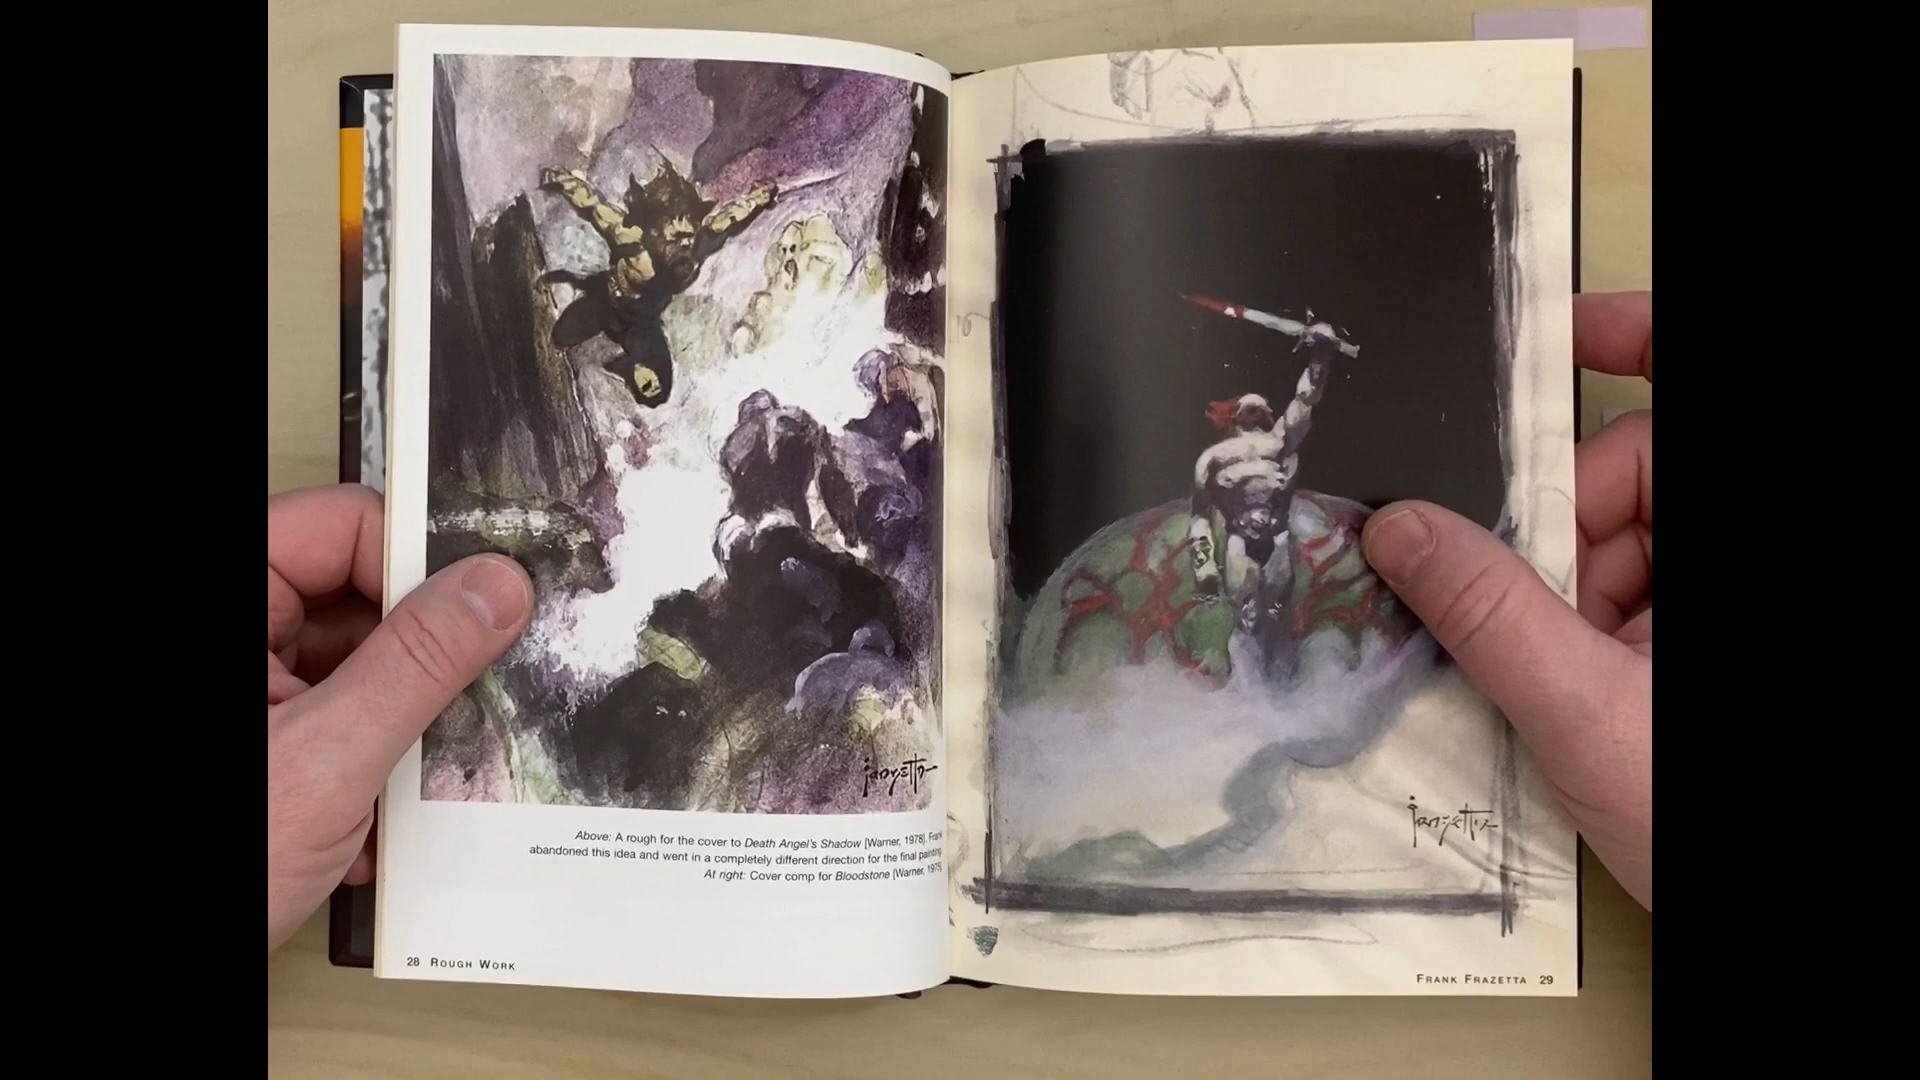 Frazetta
Above: A rough for the cover to Death Angel's Shadow [Warner, 1978]. Frank
abandoned this idea and went in a completely different direction for the final painting.
At right: Cover comp for Bloodstone [Warner, 1975]
28 ROUGH WORK
Frazetta
FRANK FRAZETTA 29